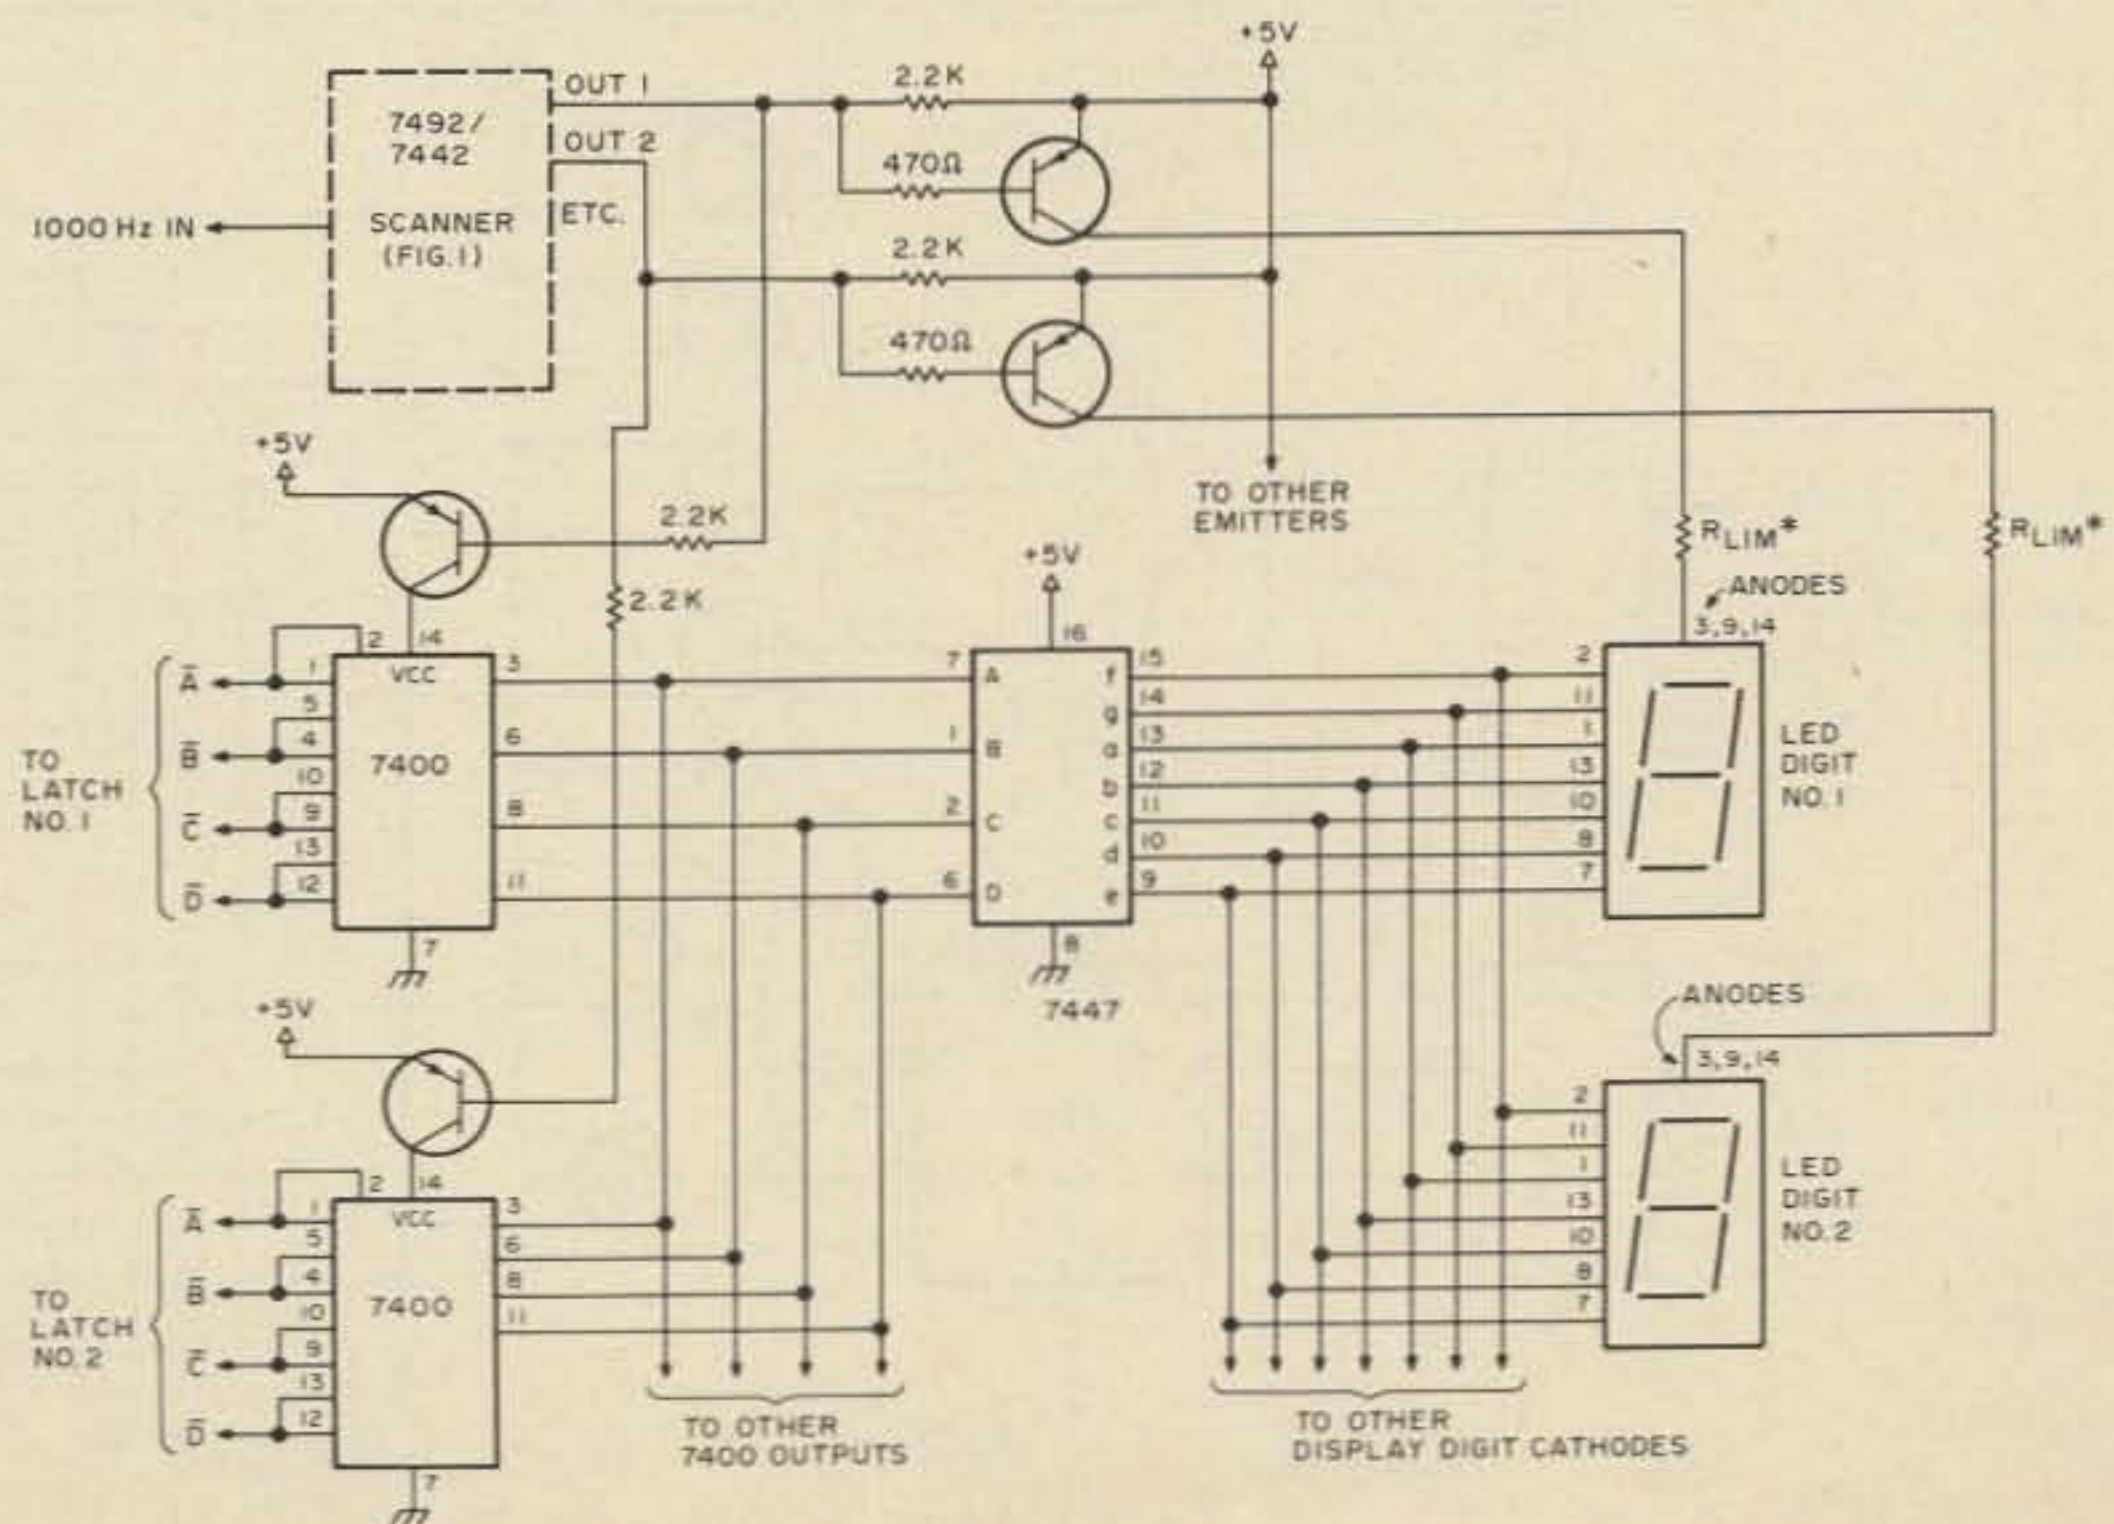 +5V
OUT 1
2.2K
7492/
7442
OUT 2
470Ω
ETC.
1000 Hz IN
SCANNER
(FIG. 1)
2.2K
470Ω
+5V
TO OTHER
EMITTERS
2.2K
RLIM*
RLIM*
+5V
ANODES
2.2K
3,9,14
2
14
16
VCC
1
3
7
A
f
15
2
Ā
5
g
14
11
4
6
1
B
a
13
1
B̄
7400
10
b
12
13
9
8
2
C
c
11
10
C̄
13
d
10
8
12
11
6
D
e
9
7
D̄
TO
LATCH
NO. 1
LED
DIGIT
NO. 1
7
8
7447
+5V
ANODES
3,9,14
2
14
VCC
1
3
Ā
5
6
4
8
B̄
7400
10
11
9
C̄
13
12
D̄
TO
LATCH
NO. 2
2
11
1
13
10
8
7
LED
DIGIT
NO. 2
7
TO OTHER
7400 OUTPUTS
TO OTHER
DISPLAY DIGIT CATHODES